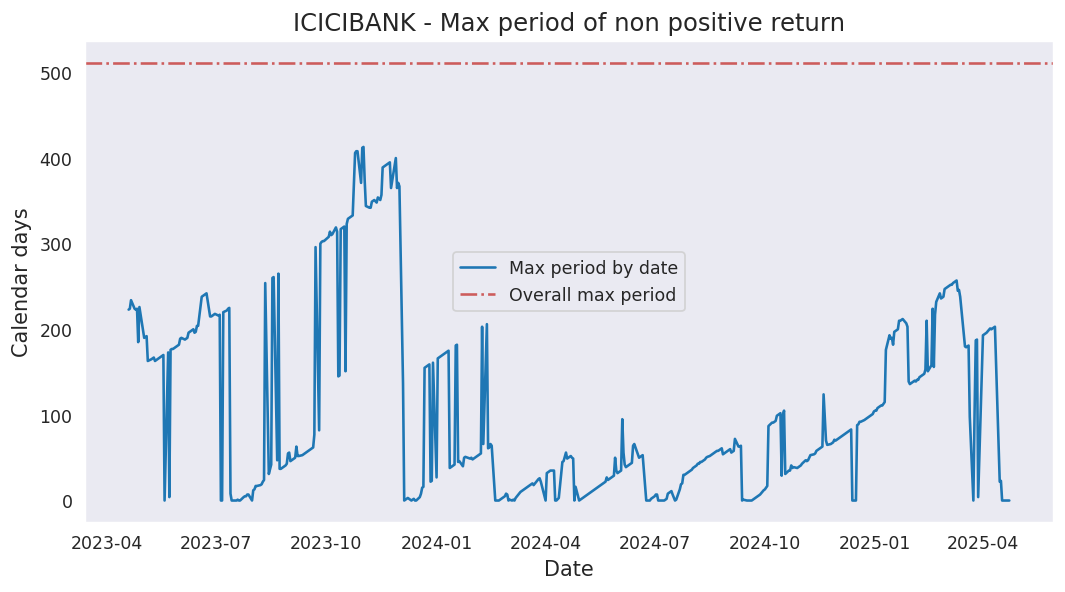 ICICIBANK - Max period of non positive return
Calendar days
500
400
300
200
100
0
Max period by date
Overall max period
2023-04 2023-07 2023-10 2024-01 2024-04 2024-07 2024-10 2025-01 2025-04
Date